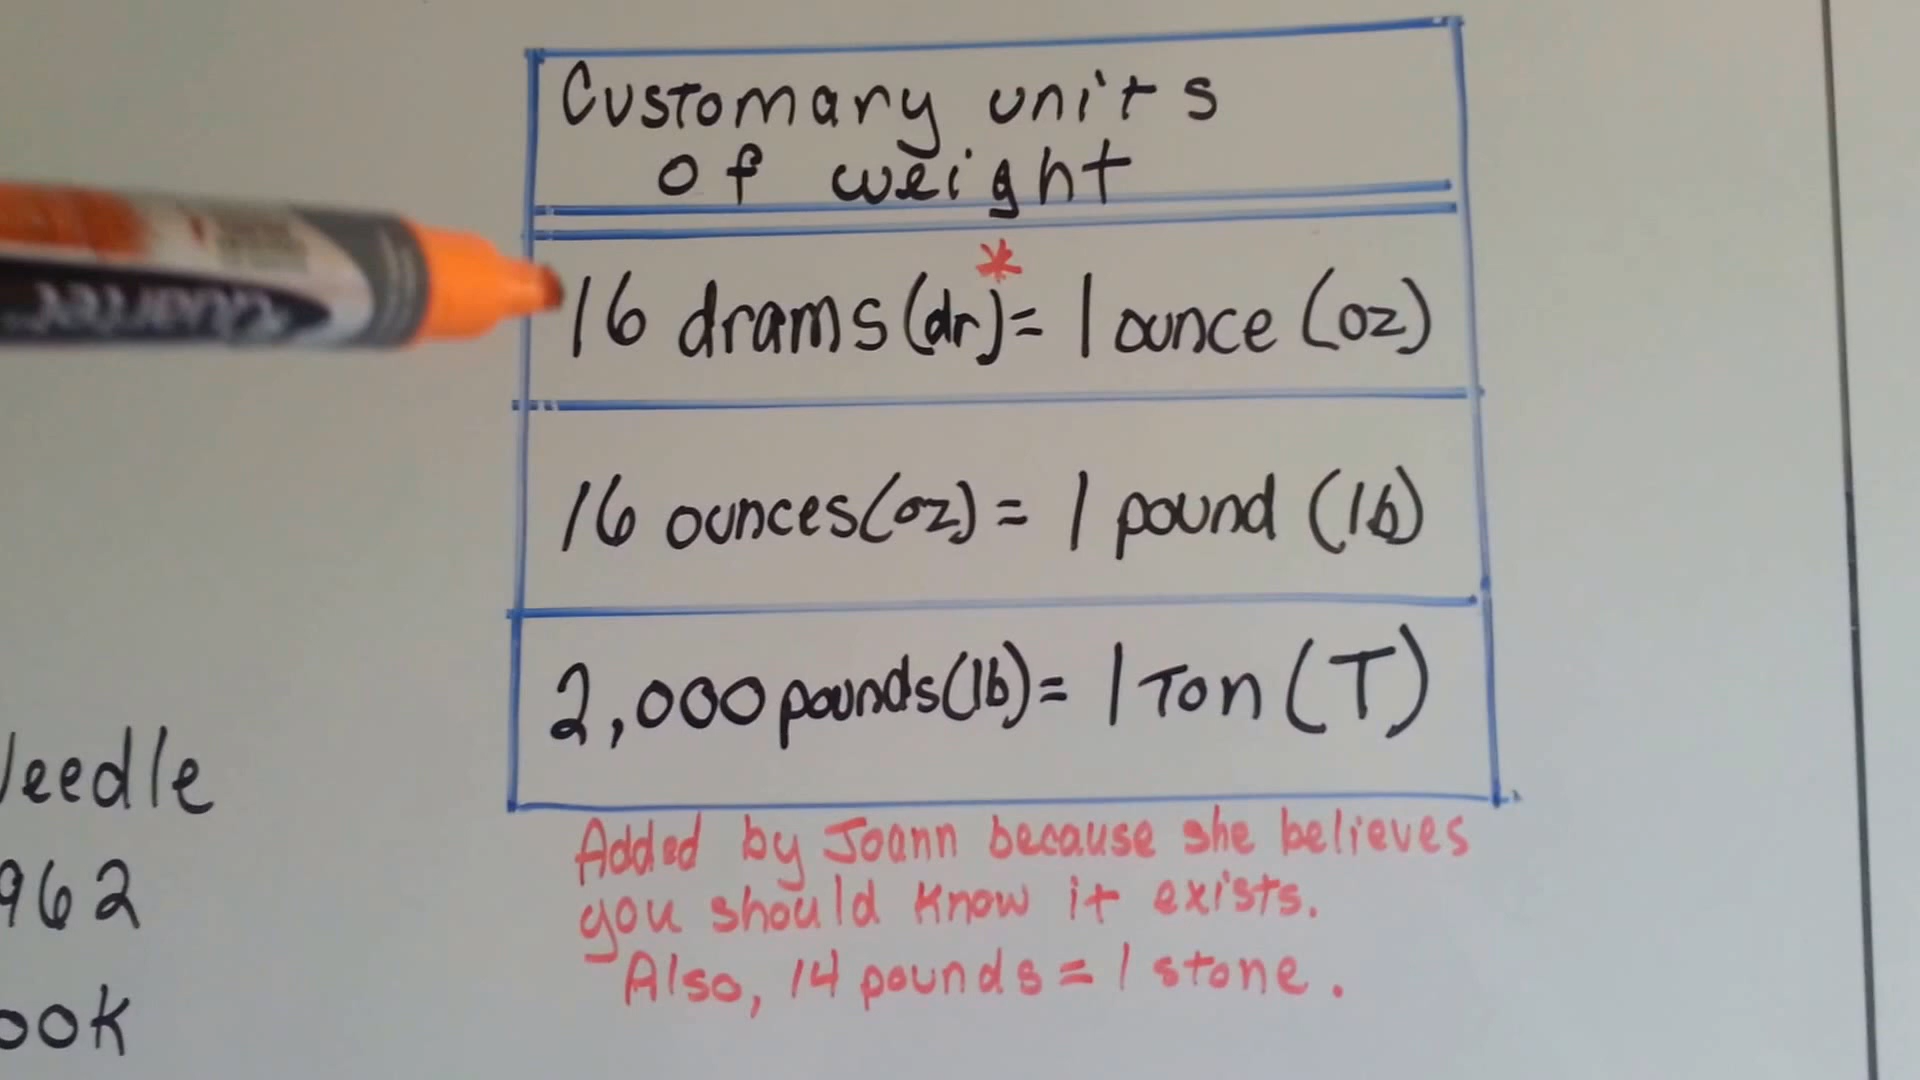 Customary units
of weight
*
16 drams (dr) = 1 ounce (oz)
16 ounces (oz) = 1 pound (lb)
2,000 pounds (lb) = 1 Ton (T)
Added by Joann because she believes
you should know it exists.
Also, 14 pounds = 1 stone.
eedle
962
ook
Quartet